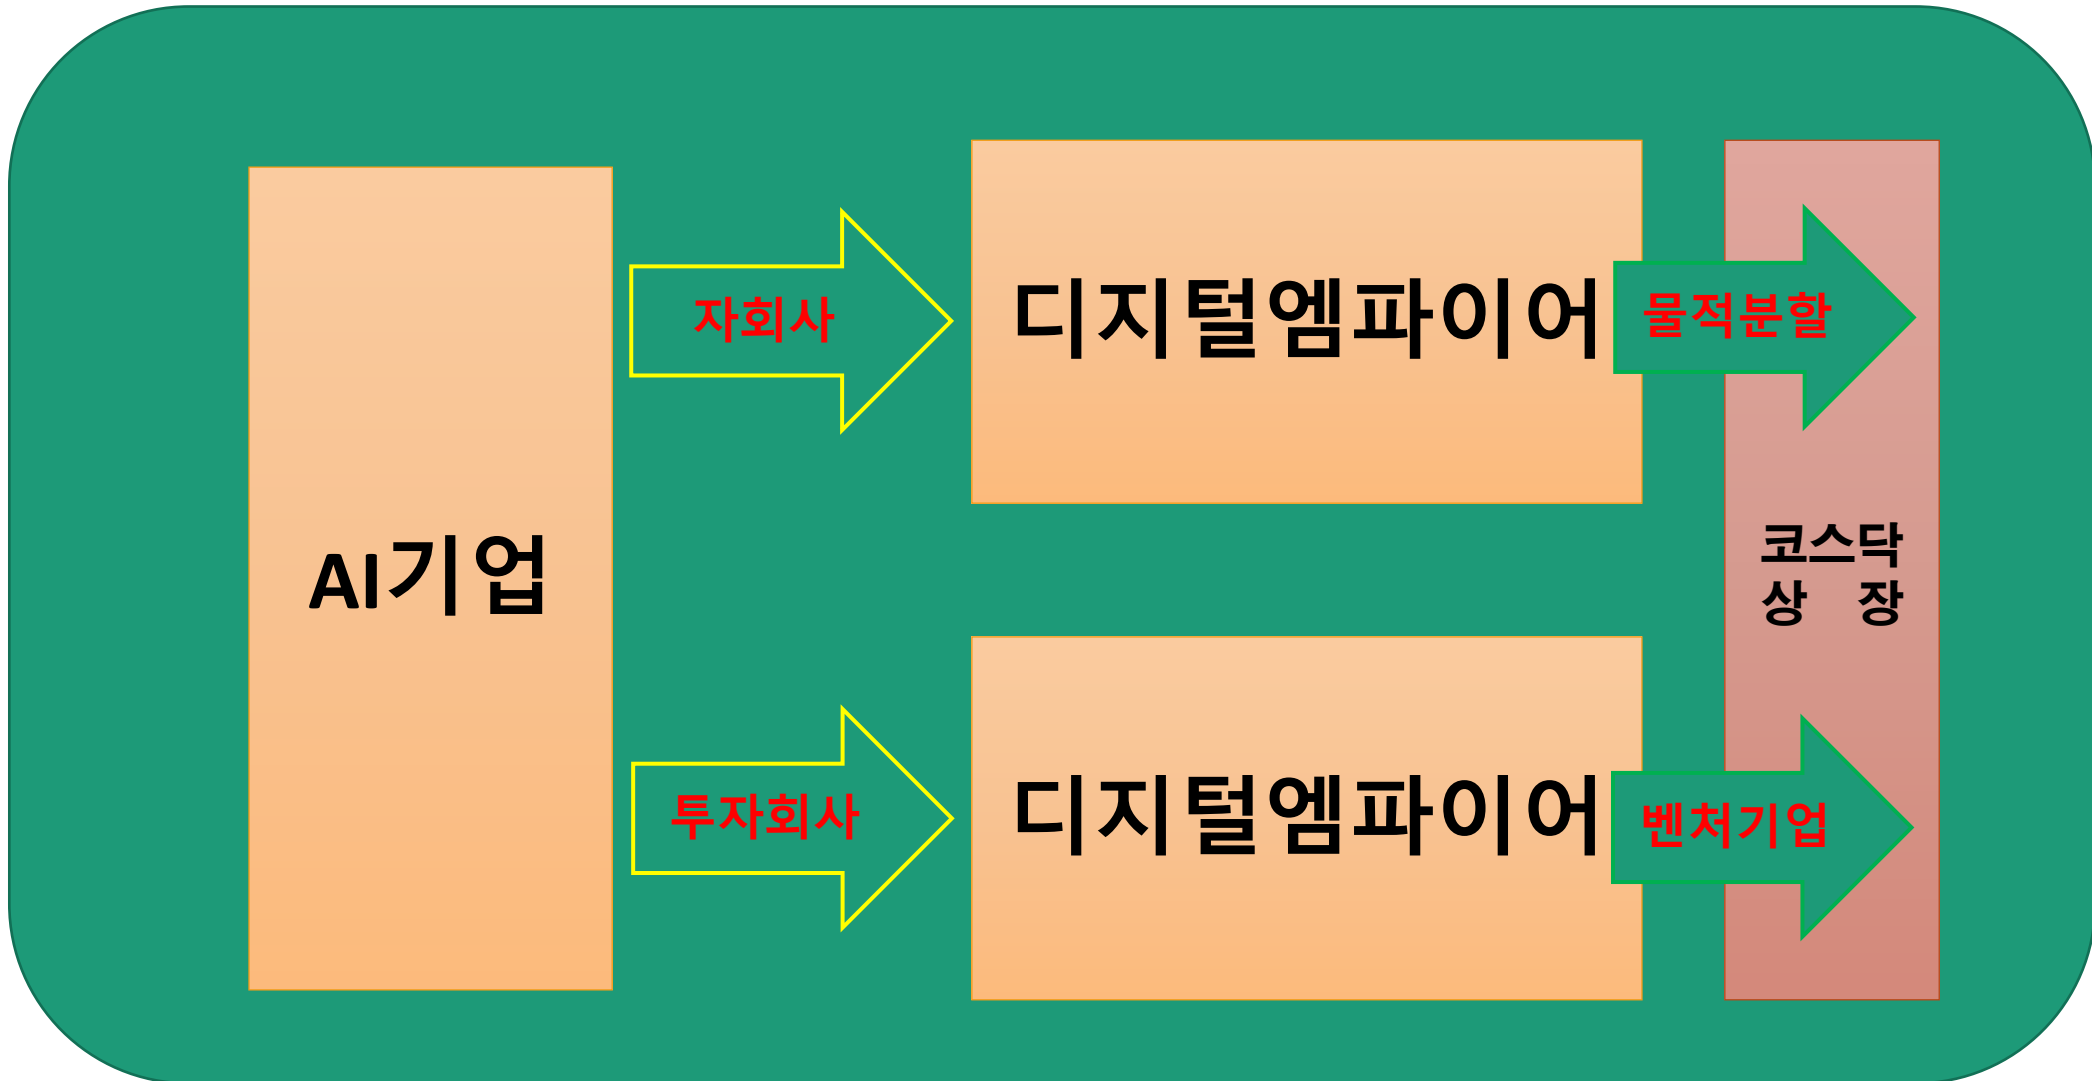 AI기업
자회사
디지털엠파이어
물적분할
코스닥
상 장
투자회사
디지털엠파이어
벤처기업